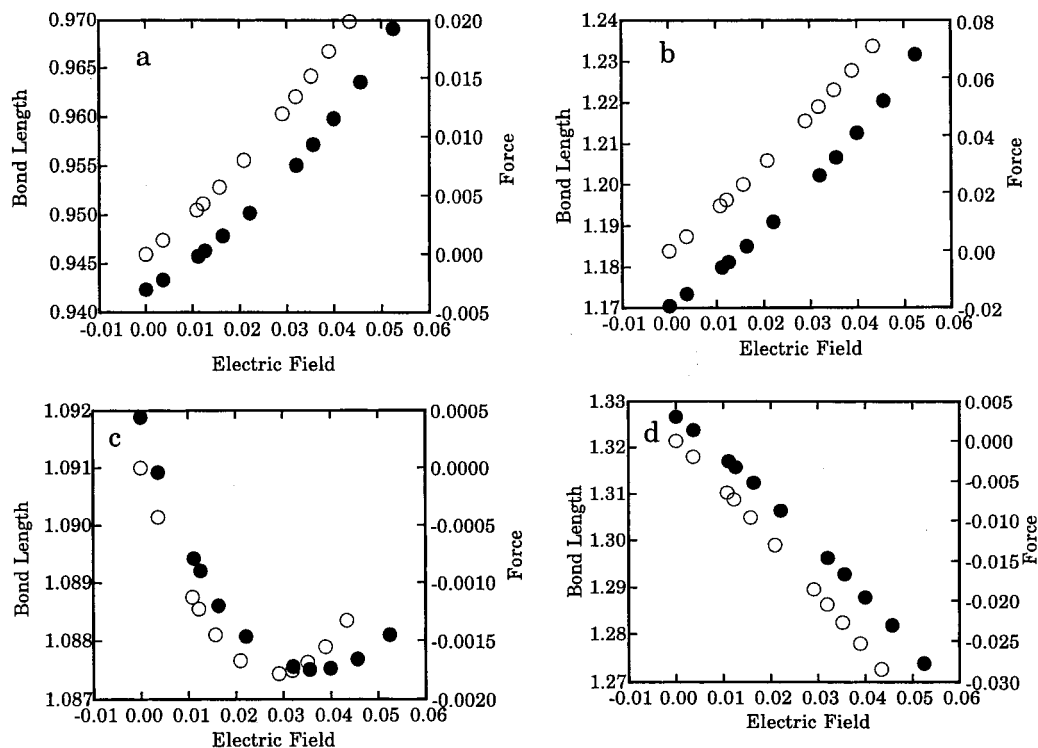 a
0.970
0.965
0.960
0.955
0.950
0.945
0.940
Bond Length
0.020
0.015
0.010
0.005
0.000
-0.005
Force
-0.01 0.00 0.01 0.02 0.03 0.04 0.05 0.06
Electric Field
b
1.24
1.23
1.22
1.21
1.20
1.19
1.18
1.17
Bond Length
0.08
0.06
0.04
0.02
0.00
-0.02
Force
-0.01 0.00 0.01 0.02 0.03 0.04 0.05 0.06
Electric Field
c
1.092
1.091
1.090
1.089
1.088
1.087
Bond Length
0.0005
0.0000
-0.0005
-0.0010
-0.0015
-0.0020
Force
-0.01 0.00 0.01 0.02 0.03 0.04 0.05 0.06
Electric Field
d
1.33
1.32
1.31
1.30
1.29
1.28
1.27
Bond Length
0.005
0.000
-0.005
-0.010
-0.015
-0.020
-0.025
-0.030
Force
-0.01 0.00 0.01 0.02 0.03 0.04 0.05 0.06
Electric Field